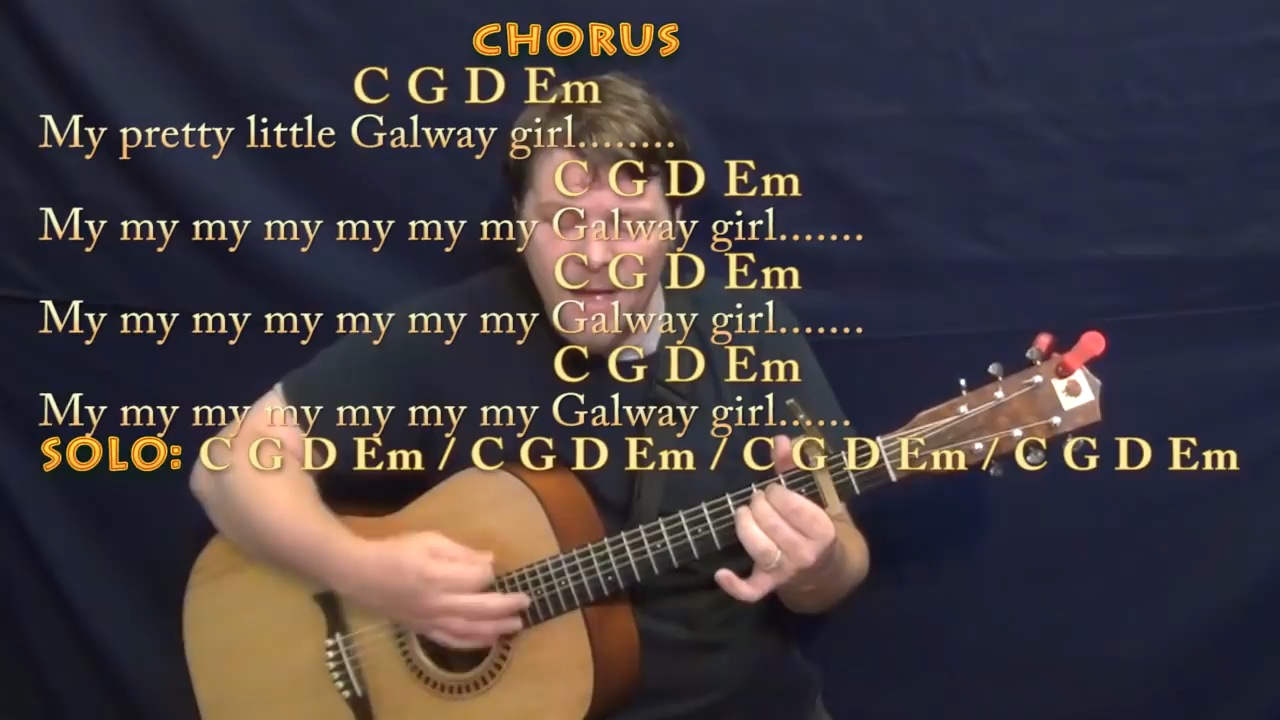 CHORUS
C G D Em
My pretty little Galway girl........
C G D Em
My my my my my my my Galway girl.......
C G D Em
My my my my my my my Galway girl.......
C G D Em
My my my my my my my Galway girl......
SOLO: C G D Em / C G D Em / C G D Em / C G D Em